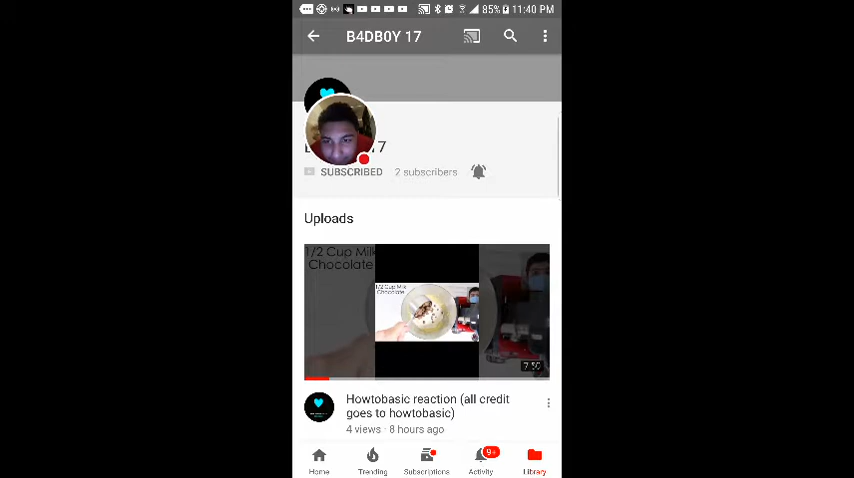 85% 11:40 PM
B4DB0Y 17
7
SUBSCRIBED 2 subscribers
Uploads
1/2 Cup Milk
Chocolate
1/2 Cup Milk
Chocolate
7:50
Howtobasic reaction (all credit
goes to howtobasic)
4 views · 8 hours ago
9+
Home Trending Subscriptions Activity Library